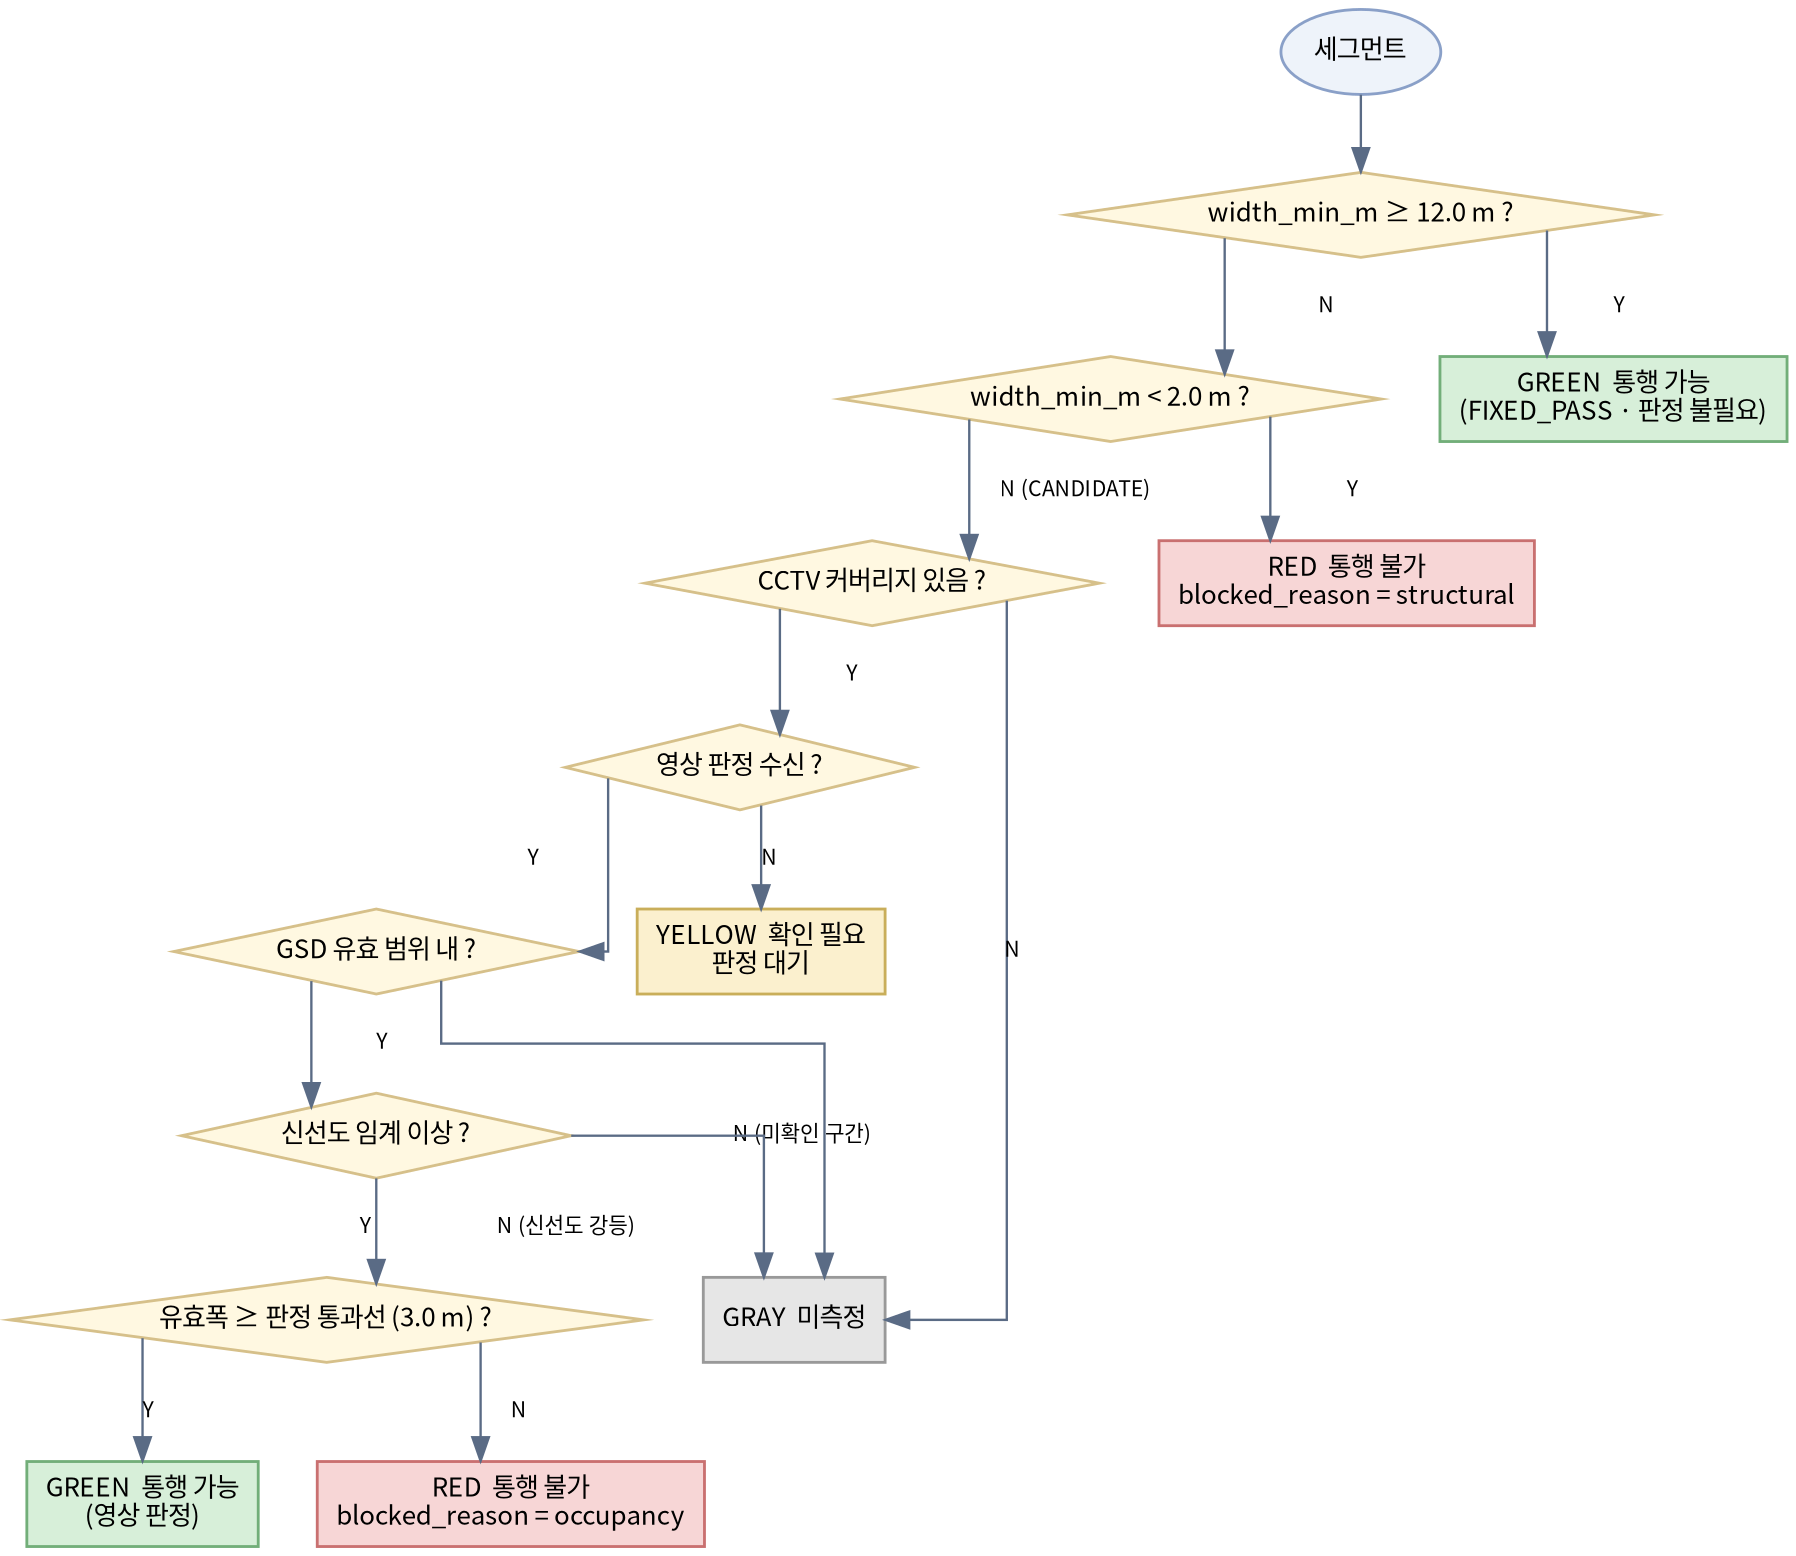 세그먼트
width_min_m ≥ 12.0 m ?
N
Y
GREEN 통행 가능
(FIXED_PASS · 판정 불필요)
width_min_m < 2.0 m ?
N (CANDIDATE)
Y
RED 통행 불가
blocked_reason = structural
CCTV 커버리지 있음 ?
Y
N
영상 판정 수신 ?
Y
N
YELLOW 확인 필요
판정 대기
GSD 유효 범위 내 ?
Y
N (미확인 구간)
신선도 임계 이상 ?
Y
N (신선도 강등)
GRAY 미측정
유효폭 ≥ 판정 통과선 (3.0 m) ?
Y
N
GREEN 통행 가능
(영상 판정)
RED 통행 불가
blocked_reason = occupancy